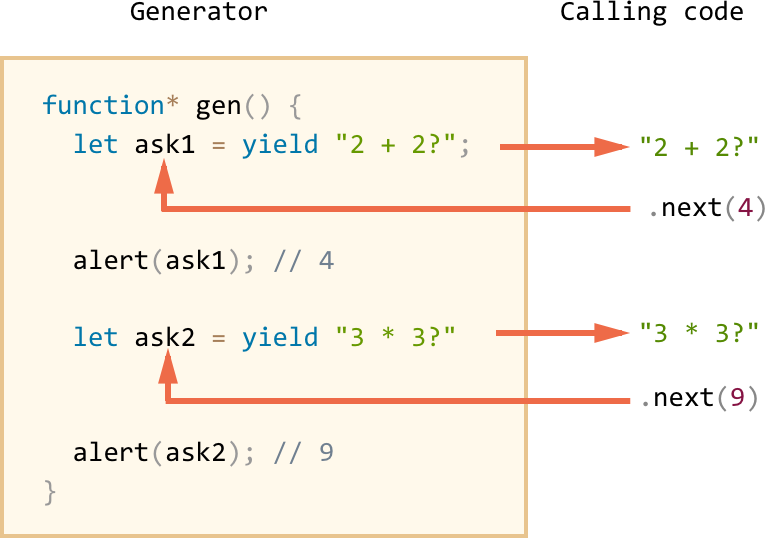 Generator Calling code
function* gen() {
let ask1 = yield "2 + 2?"; "2 + 2?"
.next(4)
alert(ask1); // 4
let ask2 = yield "3 * 3?" "3 * 3?"
.next(9)
alert(ask2); // 9
}